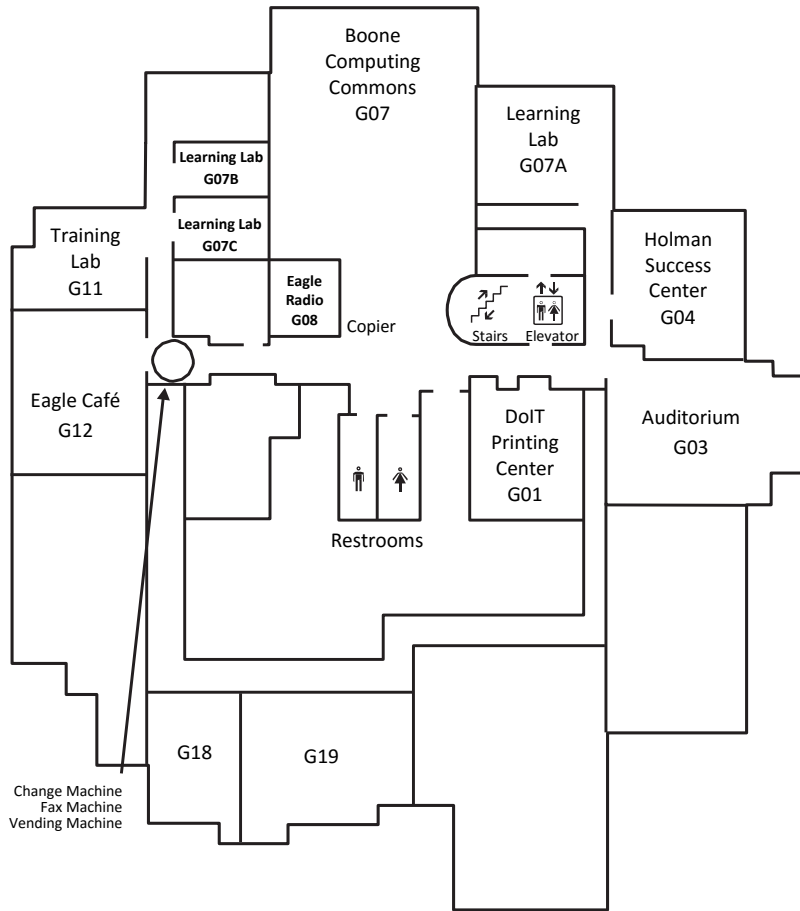 Boone
Computing
Commons
G07
Learning
Lab
G07A
Learning Lab
G07B
Learning Lab
G07C
Training
Lab
G11
Holman
Success
Center
G04
Eagle
Radio
G08
Copier
Stairs
Elevator
Eagle Café
G12
DoIT
Printing
Center
G01
Auditorium
G03
Restrooms
G18
G19
Change Machine
Fax Machine
Vending Machine